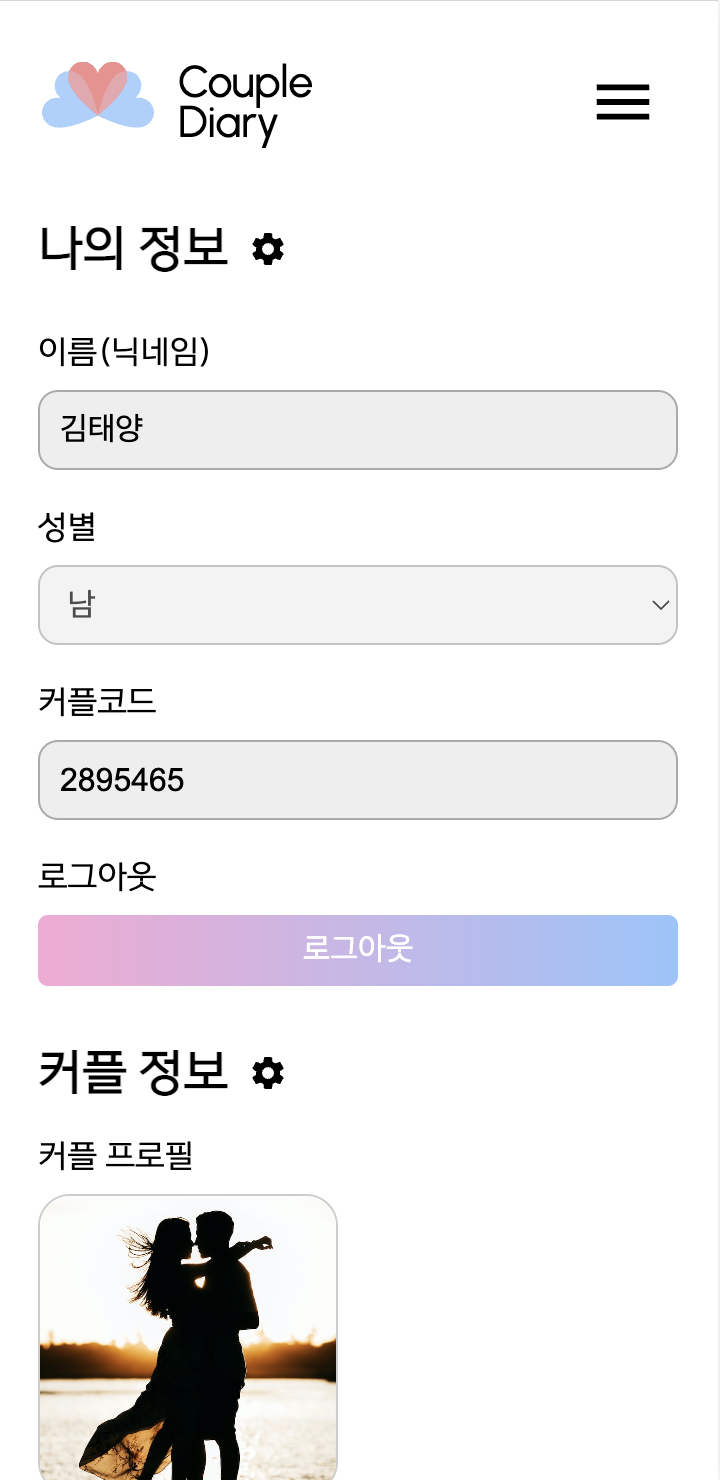 Couple
Diary
나의 정보
이름(닉네임)
김태양
성별
남
커플코드
2895465
로그아웃
로그아웃
커플 정보
커플 프로필